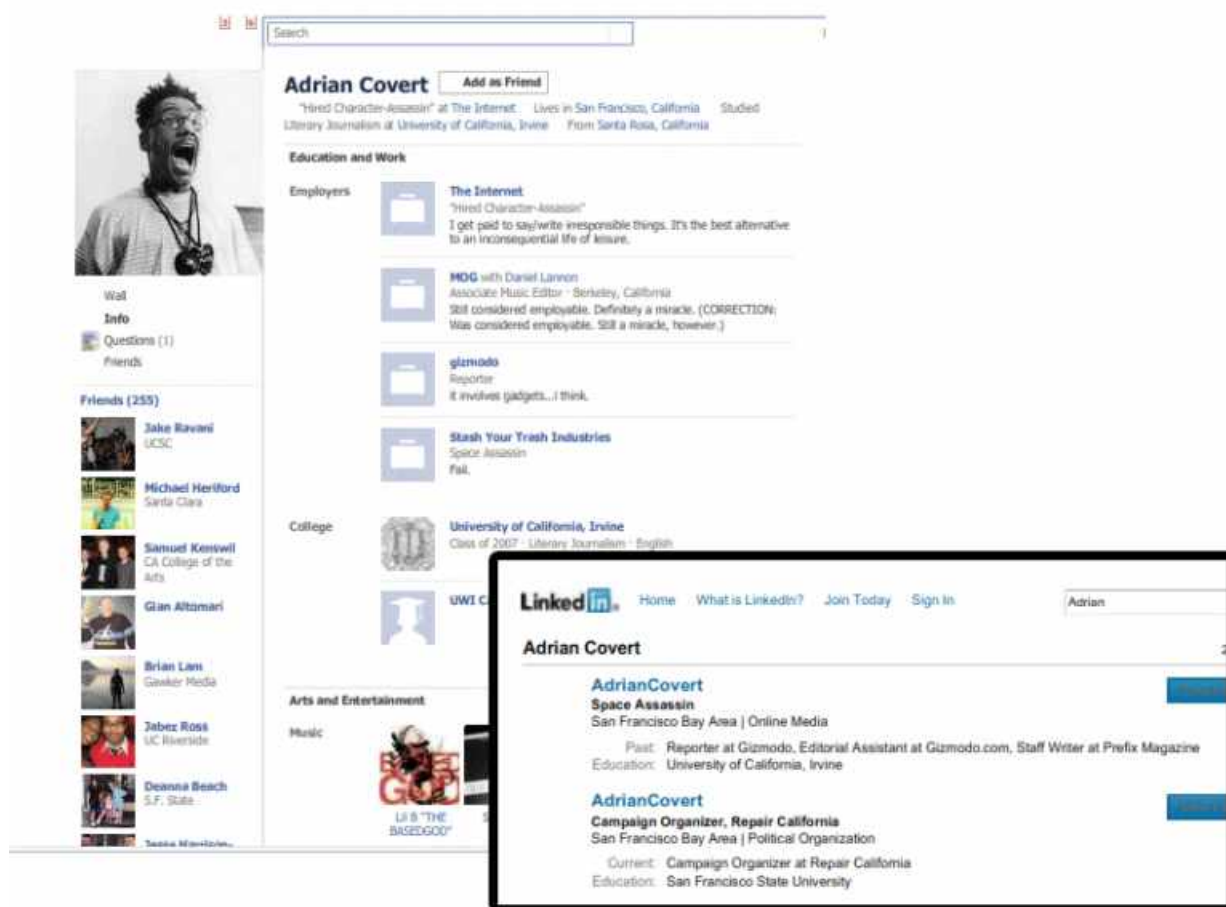 Search
Adrian Covert Add as Friend
"Hired Character-Assassin" at The Internet Lives in San Francisco, California Studied
Literary Journalism at University of California, Irvine From Santa Rosa, California
Education and Work
Employers
The Internet
"Hired Character-Assassin"
I get paid to say/write irresponsible things. It's the best alternative
to an inconsequential life of leisure.
MOG with Daniel Lannon
Associate Music Editor · Berkeley, California
Still considered employable. Definitely a miracle. (CORRECTION:
Was considered employable. Still a miracle, however.)
gizmodo
Reporter
it involves gadgets...I think.
Stash Your Trash Industries
Space Assassin
Fail.
College
University of California, Irvine
Class of 2007 · Literary Journalism · English
UWI
Arts and Entertainment
Music
Lil B "THE
BASEDGOD"
Wall
Info
Questions (1)
Friends
Friends (255)
Jake Ravani
UCSC
Michael Heriford
Santa Clara
Samuel Kenswil
CA College of the
Arts
Gian Altomari
Brian Lam
Gawker Media
Jabez Ross
UC Riverside
Deanna Beach
S.F. State
Linked in Home What is LinkedIn? Join Today Sign In Adrian
Adrian Covert
AdrianCovert
Space Assassin
San Francisco Bay Area | Online Media
Past: Reporter at Gizmodo, Editorial Assistant at Gizmodo.com, Staff Writer at Prefix Magazine
Education: University of California, Irvine
AdrianCovert
Campaign Organizer, Repair California
San Francisco Bay Area | Political Organization
Current: Campaign Organizer at Repair California
Education: San Francisco State University